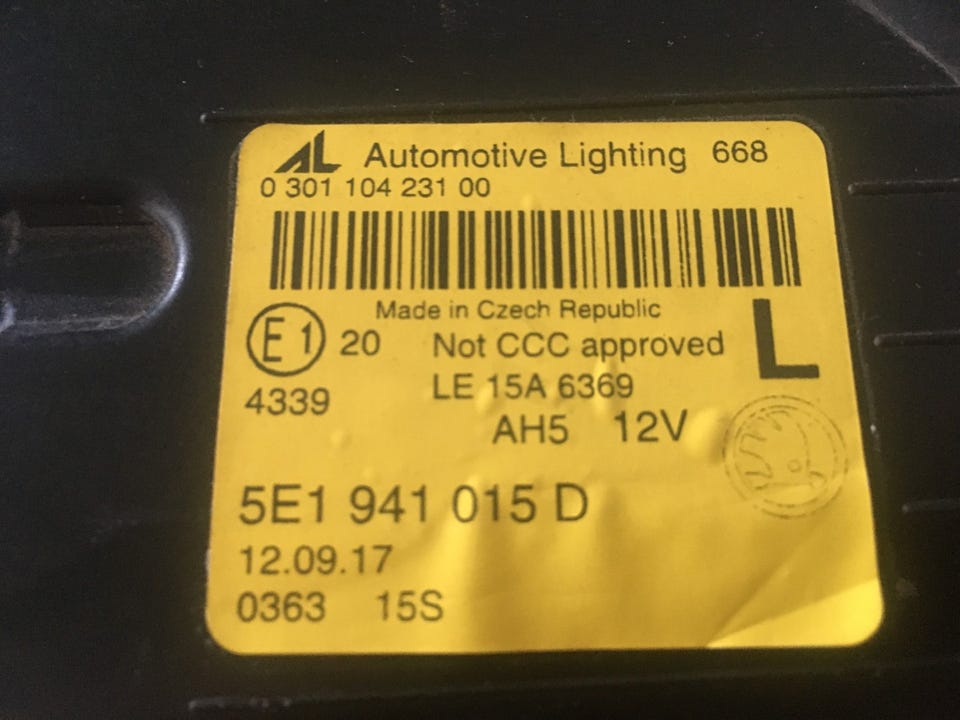 AL Automotive Lighting 668
0 301 104 231 00
Made in Czech Republic
E1 20 Not CCC approved L
4339 LE 15A 6369
AH5 12V
5E1 941 015 D
12.09.17
0363 15S